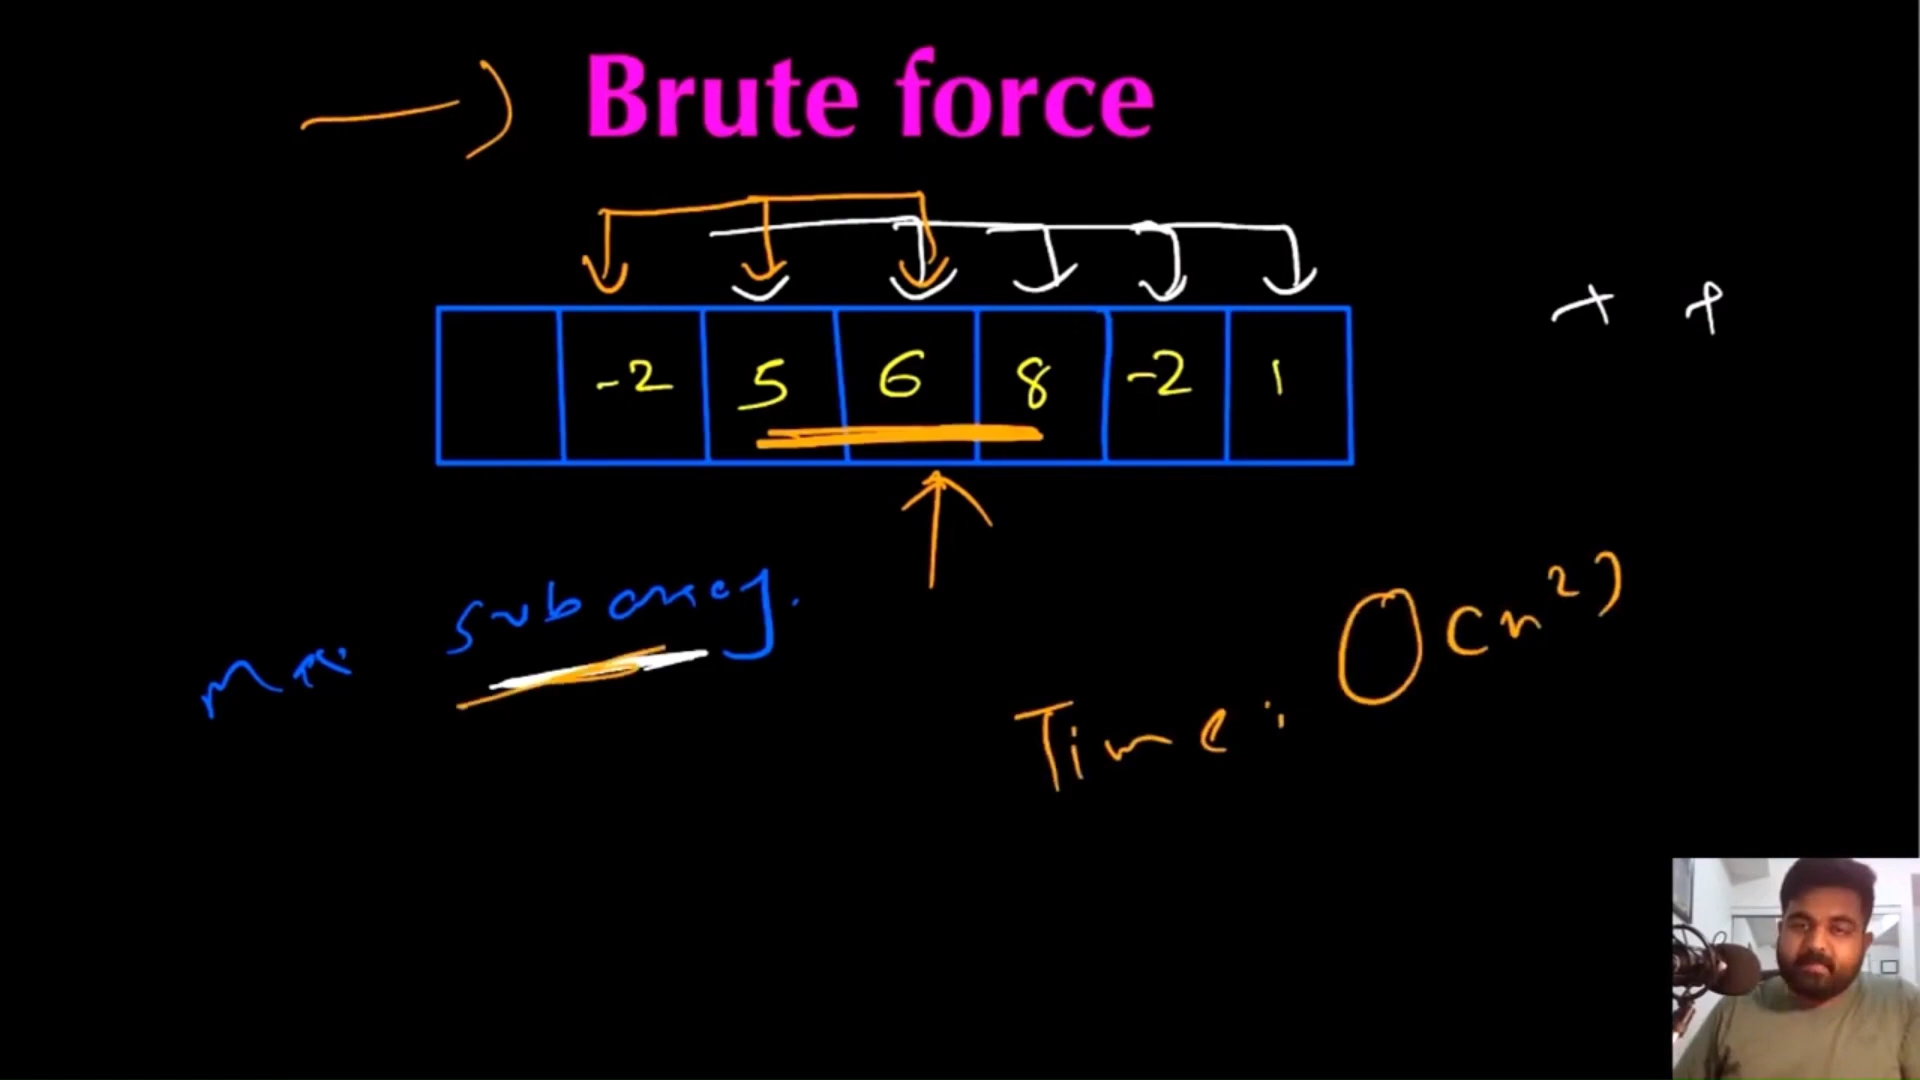 Brute force
-2 5 6 8 -2 1
Max subarray.
Time: O(n²)